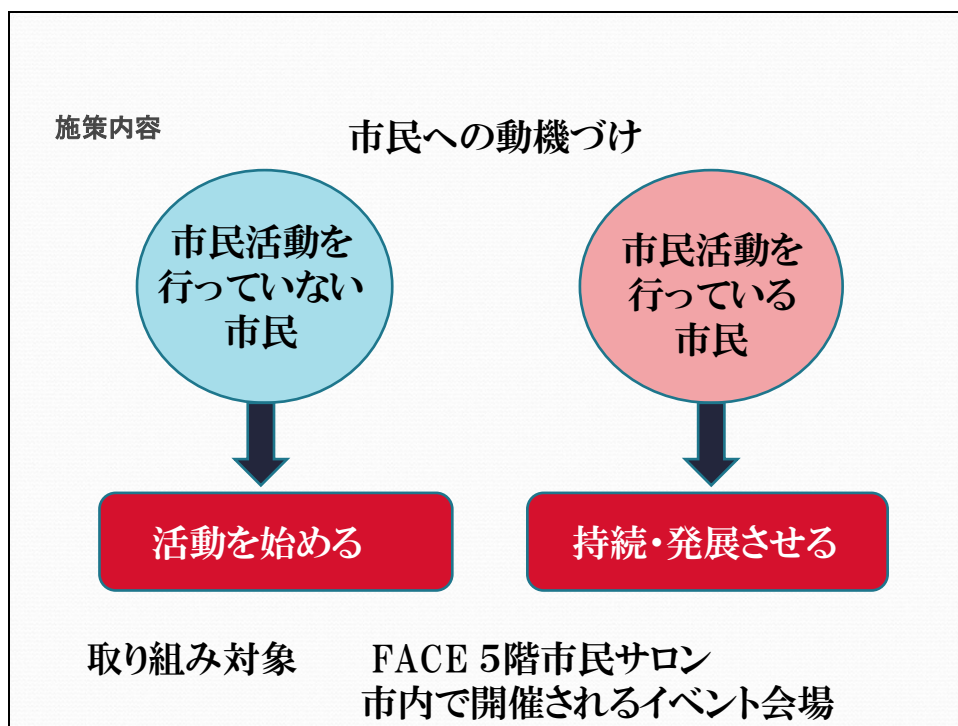 施策内容
市民への動機づけ
市民活動を
行っていない
市民
市民活動を
行っている
市民
活動を始める
持続・発展させる
取り組み対象 FACE 5階市民サロン
市内で開催されるイベント会場